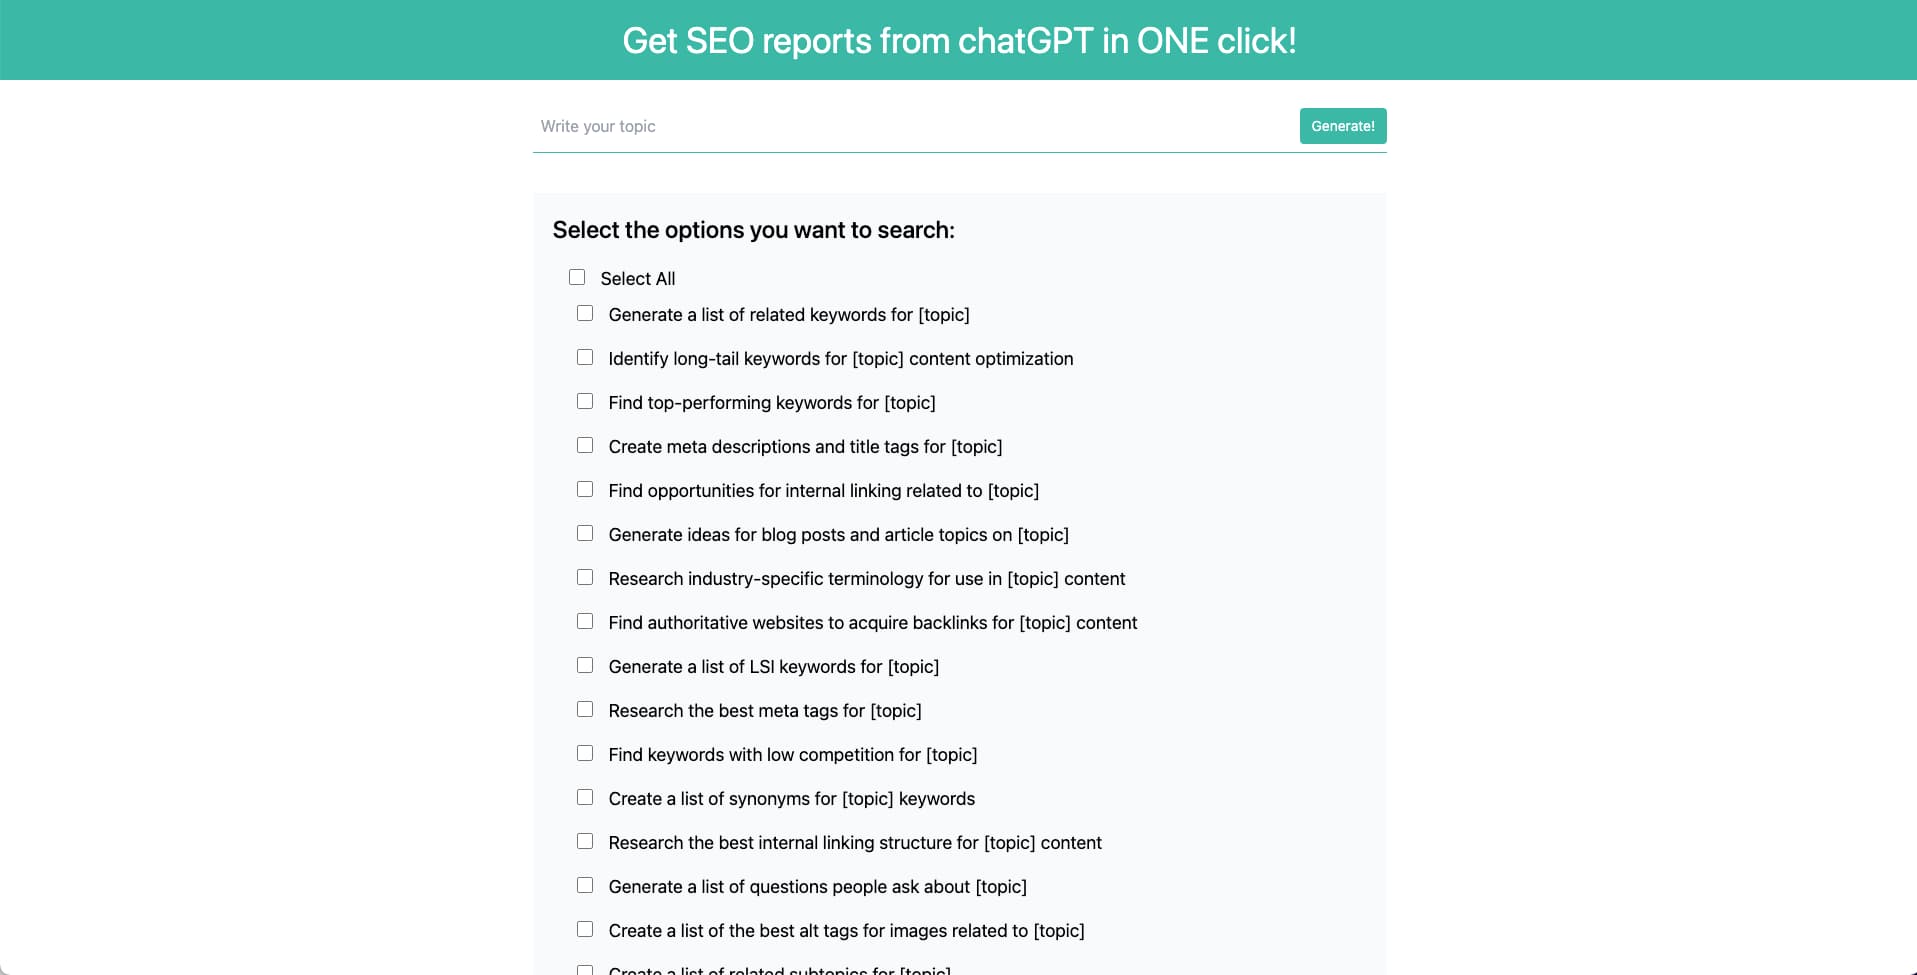 Get SEO reports from chatGPT in ONE click!
Write your topic
Generate!
Select the options you want to search:
Select All
Generate a list of related keywords for [topic]
Identify long-tail keywords for [topic] content optimization
Find top-performing keywords for [topic]
Create meta descriptions and title tags for [topic]
Find opportunities for internal linking related to [topic]
Generate ideas for blog posts and article topics on [topic]
Research industry-specific terminology for use in [topic] content
Find authoritative websites to acquire backlinks for [topic] content
Generate a list of LSI keywords for [topic]
Research the best meta tags for [topic]
Find keywords with low competition for [topic]
Create a list of synonyms for [topic] keywords
Research the best internal linking structure for [topic] content
Generate a list of questions people ask about [topic]
Create a list of the best alt tags for images related to [topic]
Create a list of related subtopics for [topic]